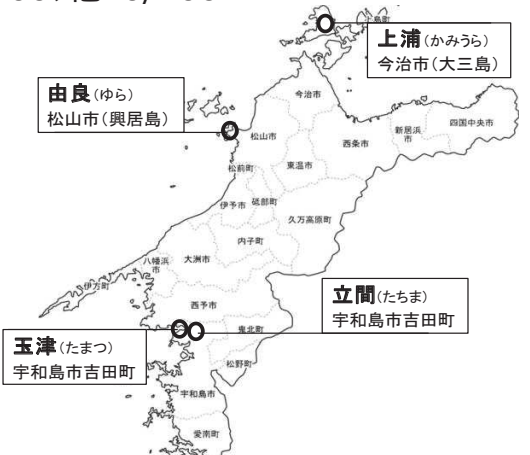 上島町
上浦(かみうら)
今治市(大三島)
由良(ゆら)
松山市(興居島)
今治市
松山市
西条市
新居浜
市
四国中央市
東温市
松前町
砥部町
伊予市
久万高原町
内子町
大洲市
八幡浜
市
伊方町
西予市
立間(たちま)
宇和島市吉田町
玉津(たまつ)
宇和島市吉田町
鬼北町
松野町
宇和島市
愛南町